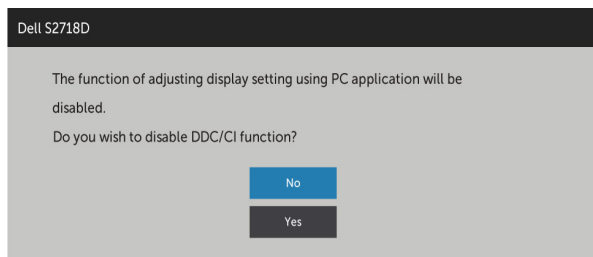 Dell S2718D
The function of adjusting display setting using PC application will be
disabled.
Do you wish to disable DDC/CI function?
No
Yes